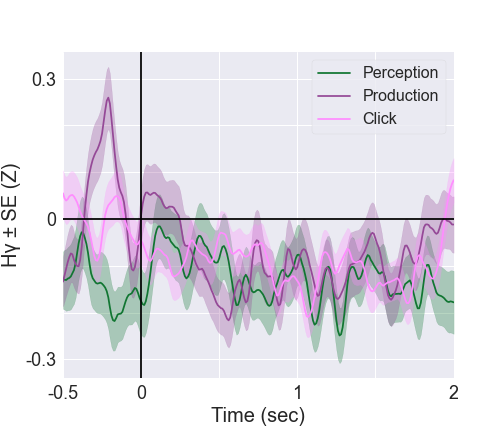 Perception
Production
Click
0.3
0
-0.3
Hγ ± SE (Z)
-0.5
0
1
2
Time (sec)